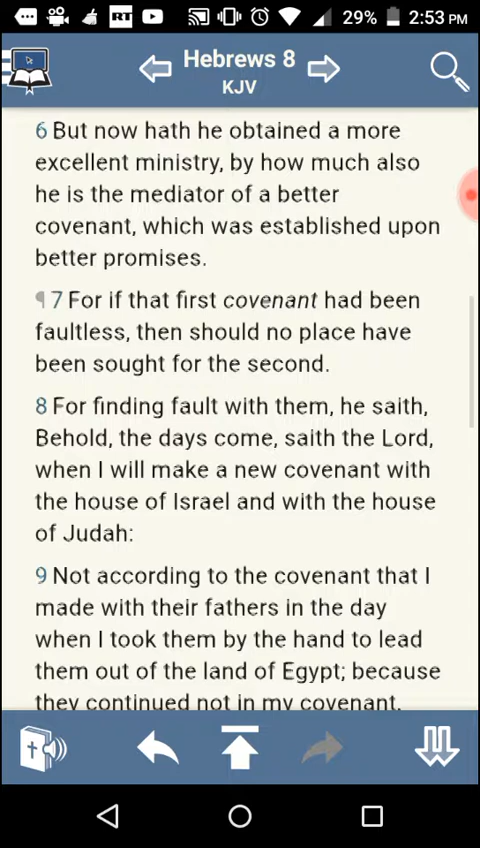 RT 29% 2:53 PM
Hebrews 8
KJV
6 But now hath he obtained a more
excellent ministry, by how much also
he is the mediator of a better
covenant, which was established upon
better promises.
¶ 7 For if that first covenant had been
faultless, then should no place have
been sought for the second.
8 For finding fault with them, he saith,
Behold, the days come, saith the Lord,
when I will make a new covenant with
the house of Israel and with the house
of Judah:
9 Not according to the covenant that I
made with their fathers in the day
when I took them by the hand to lead
them out of the land of Egypt; because
they continued not in my covenant,